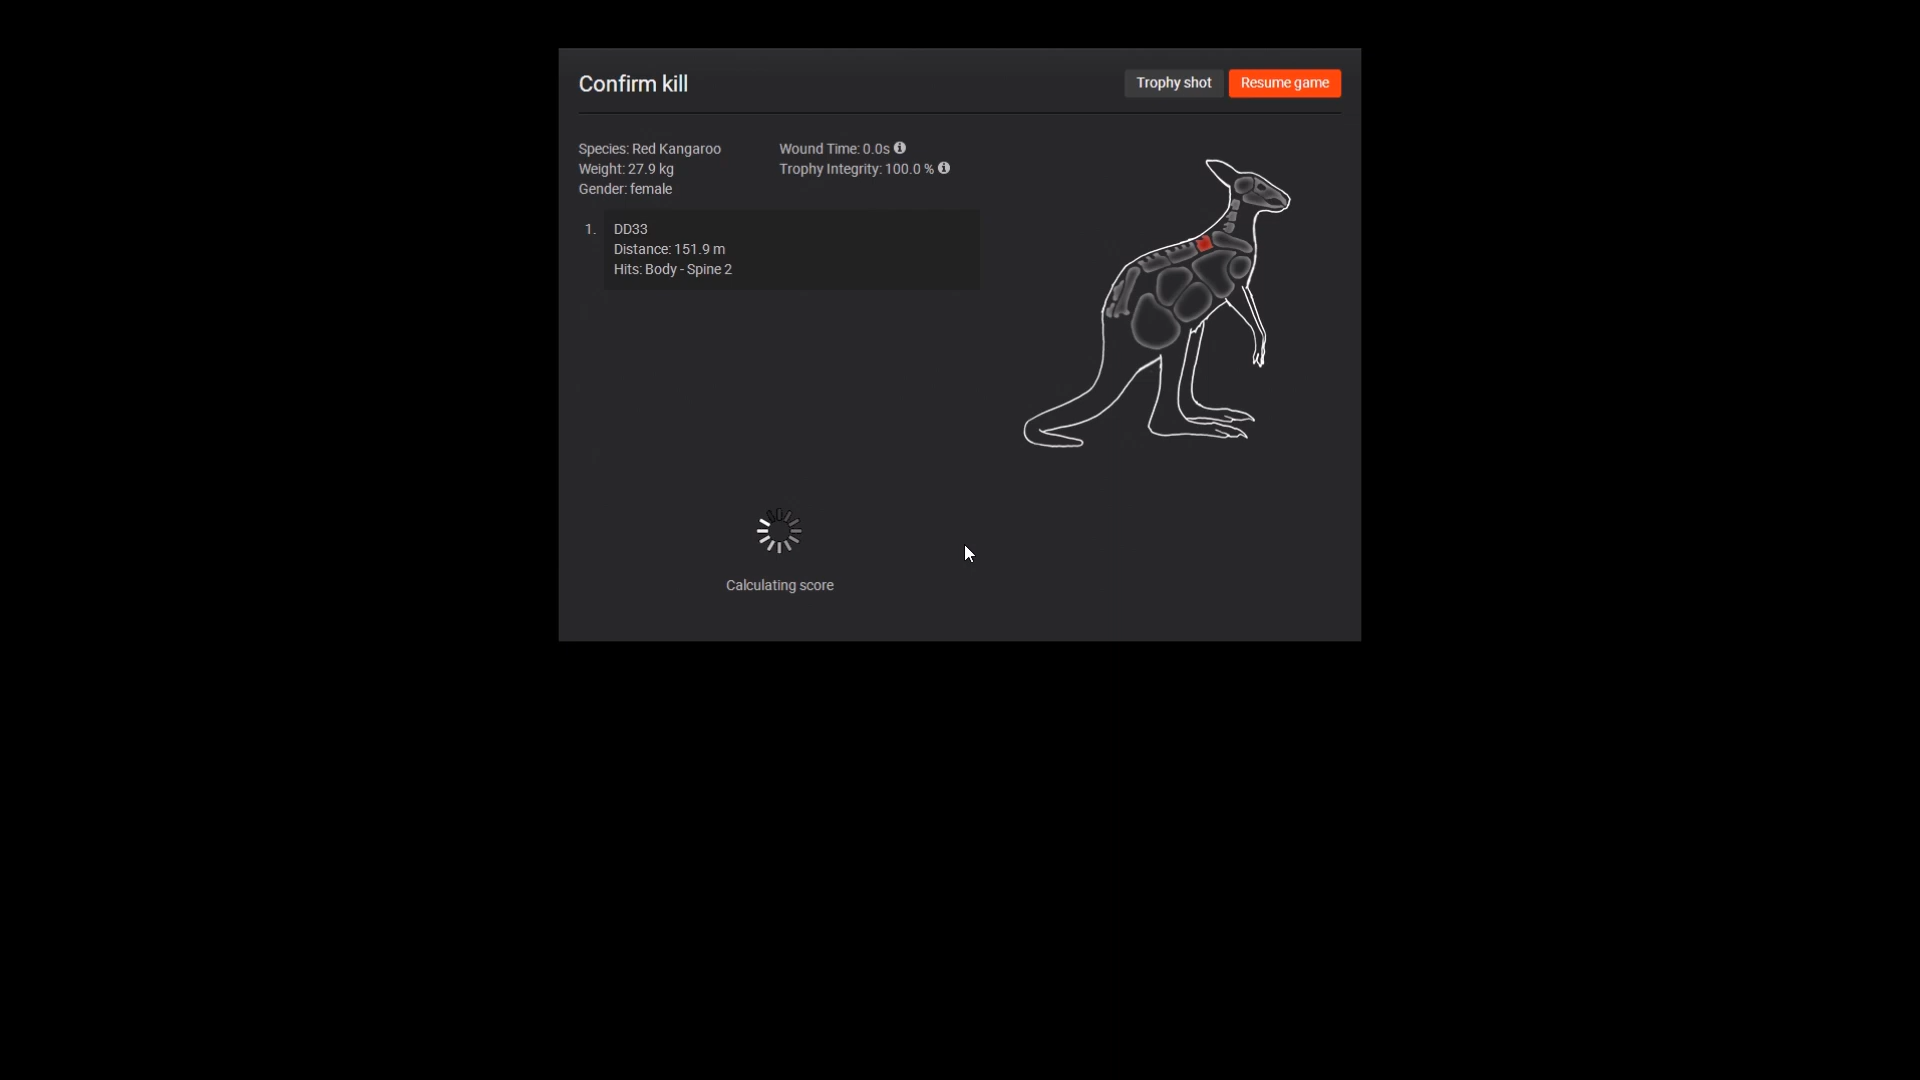 Confirm kill
Trophy shot
Resume game
Species: Red Kangaroo
Weight: 27.9 kg
Gender: female
Wound Time: 0.0s
Trophy Integrity: 100.0 %
1.
DD33
Distance: 151.9 m
Hits: Body - Spine 2
Calculating score